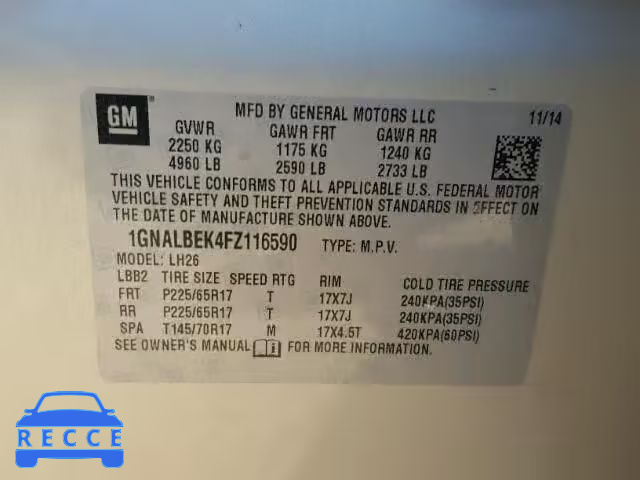 GM
MFD BY GENERAL MOTORS LLC 11/14
GVWR GAWR FRT GAWR RR
2250 KG 1175 KG 1240 KG
4960 LB 2590 LB 2733 LB
THIS VEHICLE CONFORMS TO ALL APPLICABLE U.S. FEDERAL MOTOR
VEHICLE SAFETY AND THEFT PREVENTION STANDARDS IN EFFECT ON
THE DATE OF MANUFACTURE SHOWN ABOVE.
1GNALBEK4FZ116590 TYPE: M.P.V.
MODEL: LH26
LBB2 TIRE SIZE SPEED RTG RIM COLD TIRE PRESSURE
FRT P225/65R17 T 17X7J 240KPA(35PSI)
RR P225/65R17 T 17X7J 240KPA(35PSI)
SPA T145/70R17 M 17X4.5T 420KPA(60PSI)
SEE OWNER'S MANUAL FOR MORE INFORMATION.
RECCE